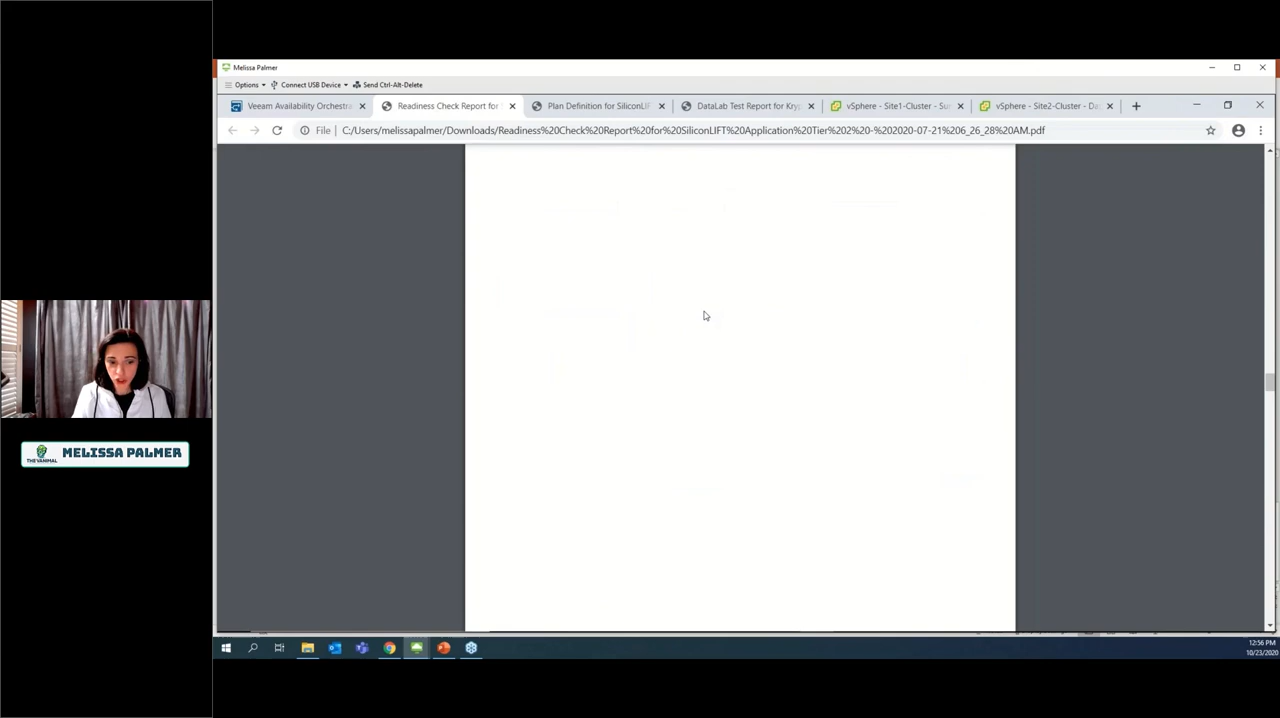 Melissa Palmer
Options
Connect USB Device
Send Ctrl-Alt-Delete
Veeam Availability Orchestra
Readiness Check Report for
Plan Definition for SiliconLIF
DataLab Test Report for Kry
vSphere - Site1-Cluster - Su
vSphere - Site2-Cluster - Da
File
C:/Users/melissapalmer/Downloads/Readiness%20Check%20Report%20for%20SiliconLIFT%20Application%20Tier%202%20-%202020-07-21%206_26_28%20AM.pdf
THEVANIMAL
MELISSA PALMER
12:56 PM
10/23/2020